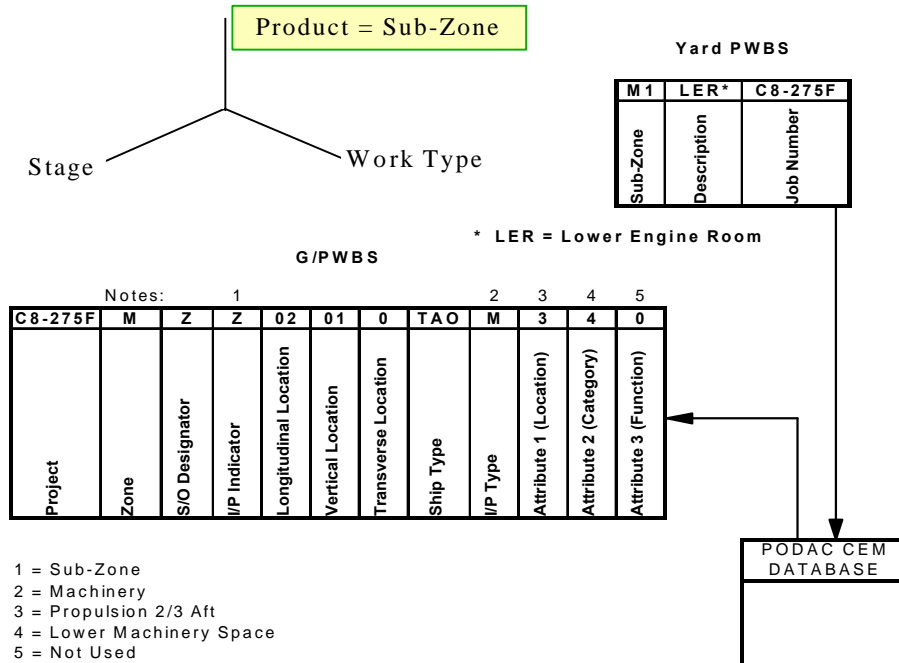 Product = Sub-Zone
Stage
Work Type
Yard PWBS
M1 LER* C8-275F
Sub-Zone
Description
Job Number
* LER = Lower Engine Room
G/PWBS
Notes: 1 2 3 4 5
C8-275F M Z Z 02 01 0 TAO M 3 4 0
Project
Zone
S/O Designator
I/P Indicator
Longitudinal Location
Vertical Location
Transverse Location
Ship Type
I/P Type
Attribute 1 (Location)
Attribute 2 (Category)
Attribute 3 (Function)
PODAC CEM
DATABASE
1 = Sub-Zone
2 = Machinery
3 = Propulsion 2/3 Aft
4 = Lower Machinery Space
5 = Not Used